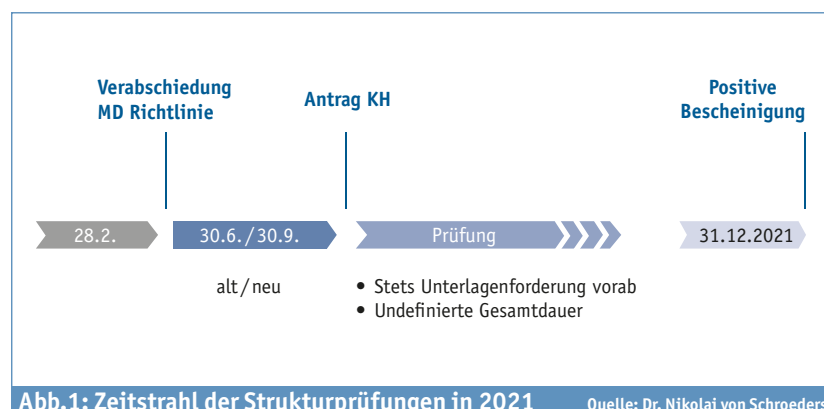 Verabschiedung
MD Richtlinie
Antrag KH
Positive
Bescheinigung
28.2.
30.6./30.9.
Prüfung
31.12.2021
alt/neu
• Stets Unterlagenforderung vorab
• Undefinierte Gesamtdauer
Abb.1: Zeitstrahl der Strukturprüfungen in 2021
Quelle: Dr. Nikolai von Schroeders